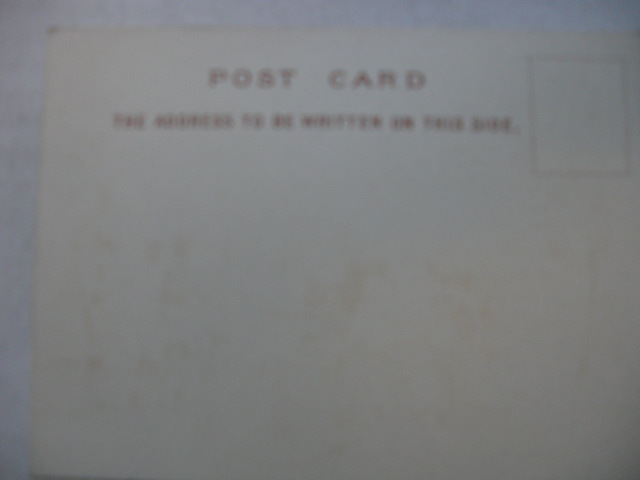 POST CARD
THE ADDRESS TO BE WRITTEN ON THIS SIDE.